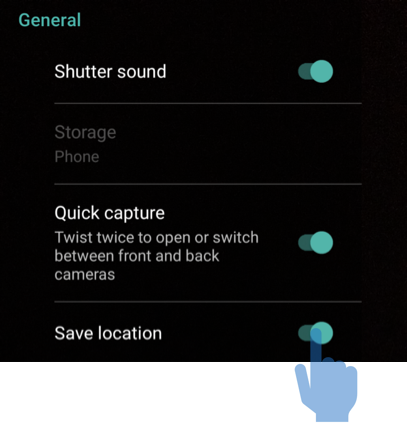 General
Shutter sound
Storage
Phone
Quick capture
Twist twice to open or switch
between front and back
cameras
Save location